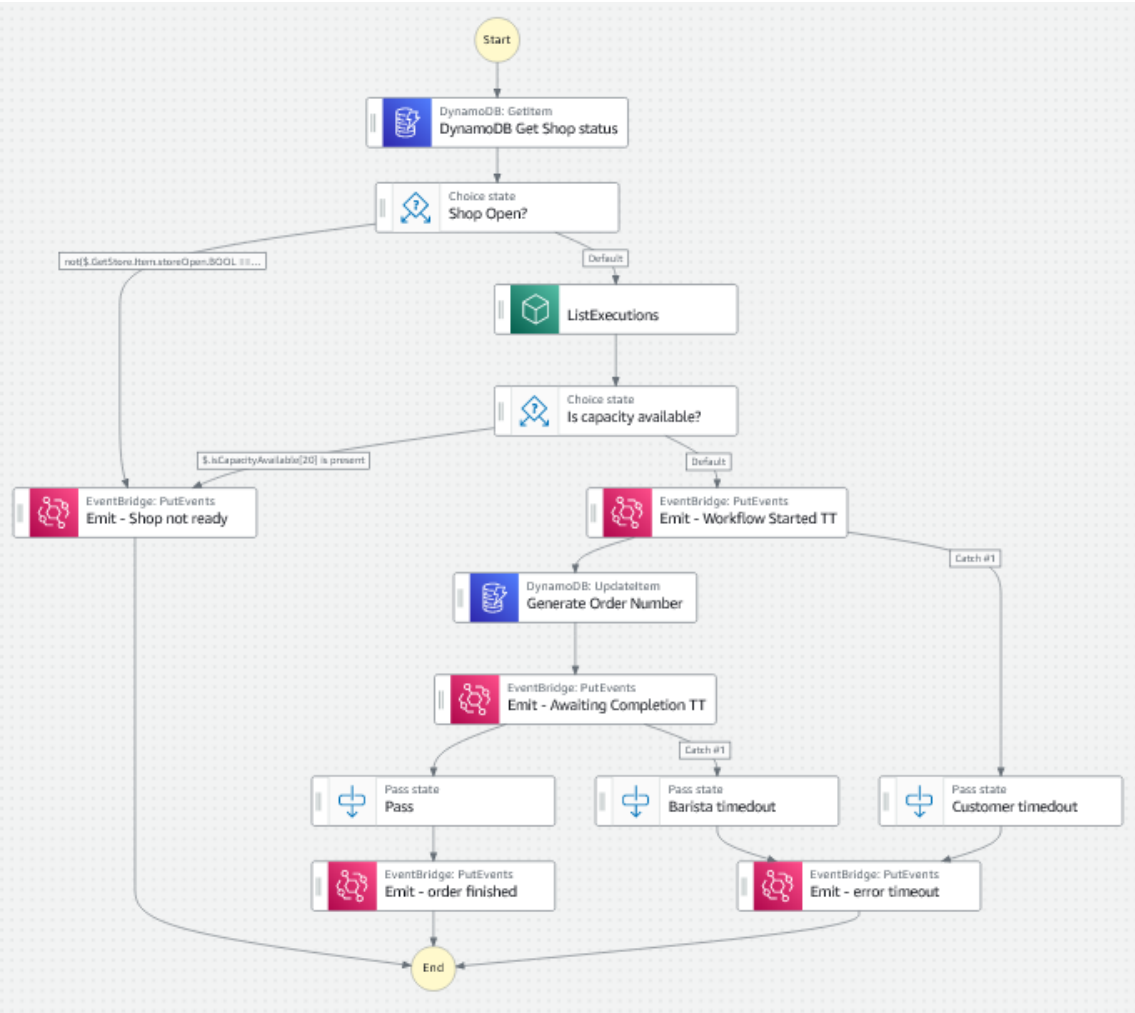 Start
DynamoDB: GetItem
DynamoDB Get Shop status
Choice state
Shop Open?
not($.GetStore.Item.storeOpen.BOOL ==...
Default
ListExecutions
Choice state
Is capacity available?
$.isCapacityAvailable[20] is present
Default
EventBridge: PutEvents
Emit - Shop not ready
EventBridge: PutEvents
Emit - Workflow Started TT
Catch #1
DynamoDB: UpdateItem
Generate Order Number
EventBridge: PutEvents
Emit - Awaiting Completion TT
Catch #1
Pass state
Pass
Pass state
Barista timedout
Pass state
Customer timedout
EventBridge: PutEvents
Emit - order finished
EventBridge: PutEvents
Emit - error timeout
End